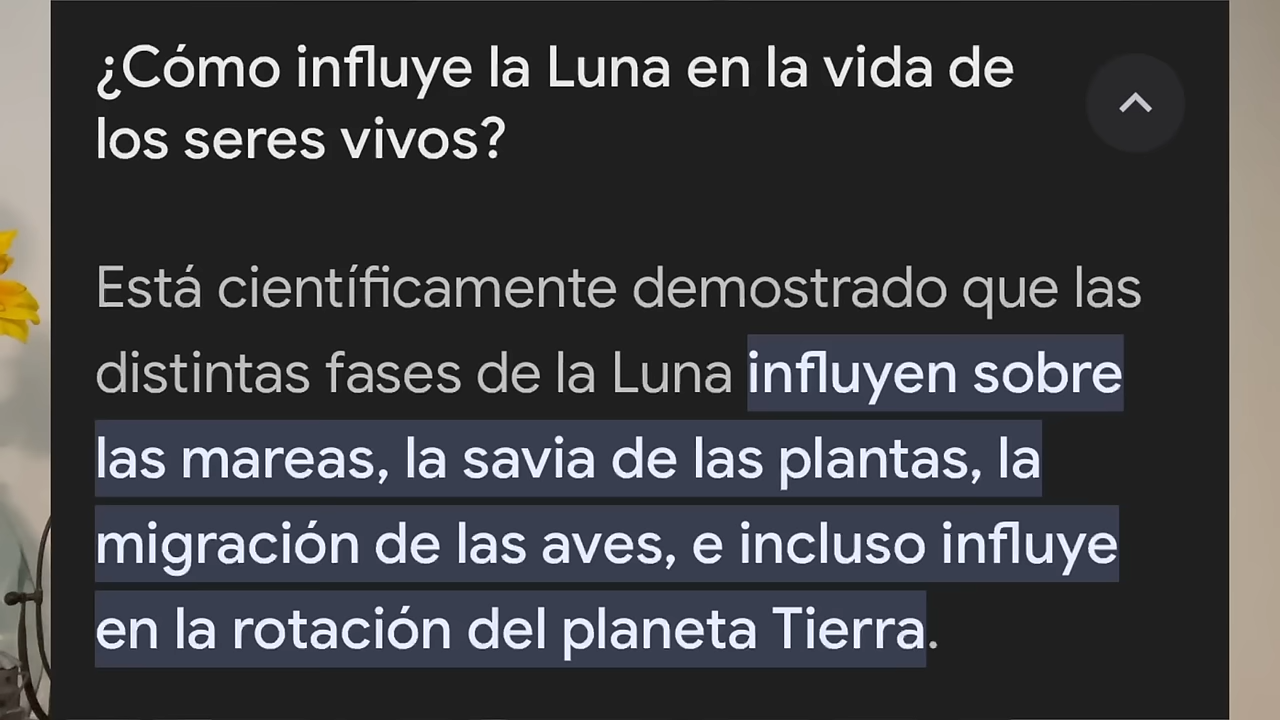 ¿Cómo influye la Luna en la vida de
los seres vivos?
Está científicamente demostrado que las
distintas fases de la Luna influyen sobre
las mareas, la savia de las plantas, la
migración de las aves, e incluso influye
en la rotación del planeta Tierra.